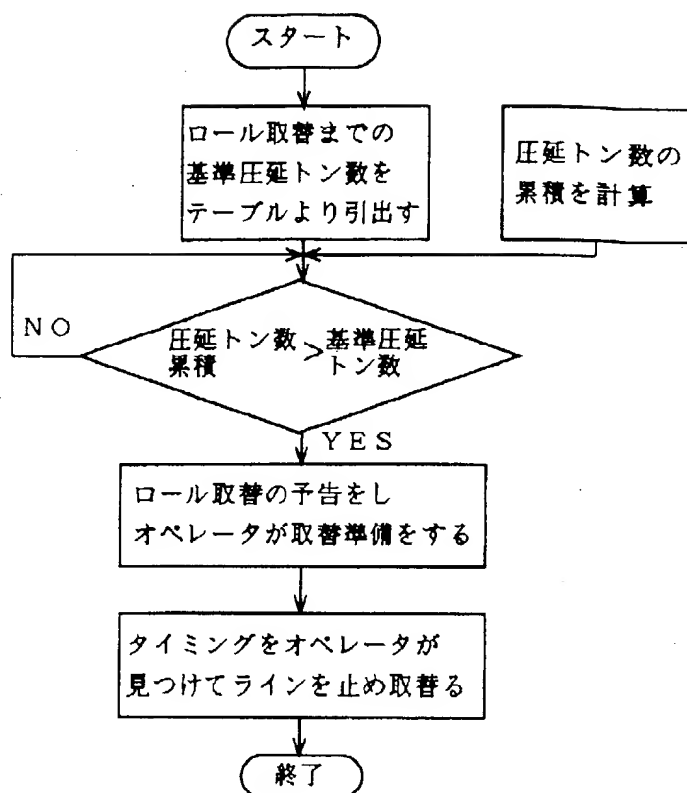 スタート
ロール取替までの
基準圧延トン数を
テーブルより引出す
圧延トン数の
累積を計算
NO
圧延トン数 > 基準圧延
累積 トン数
YES
ロール取替の予告をし
オペレータが取替準備をする
タイミングをオペレータが
見つけてラインを止め取替る
終了